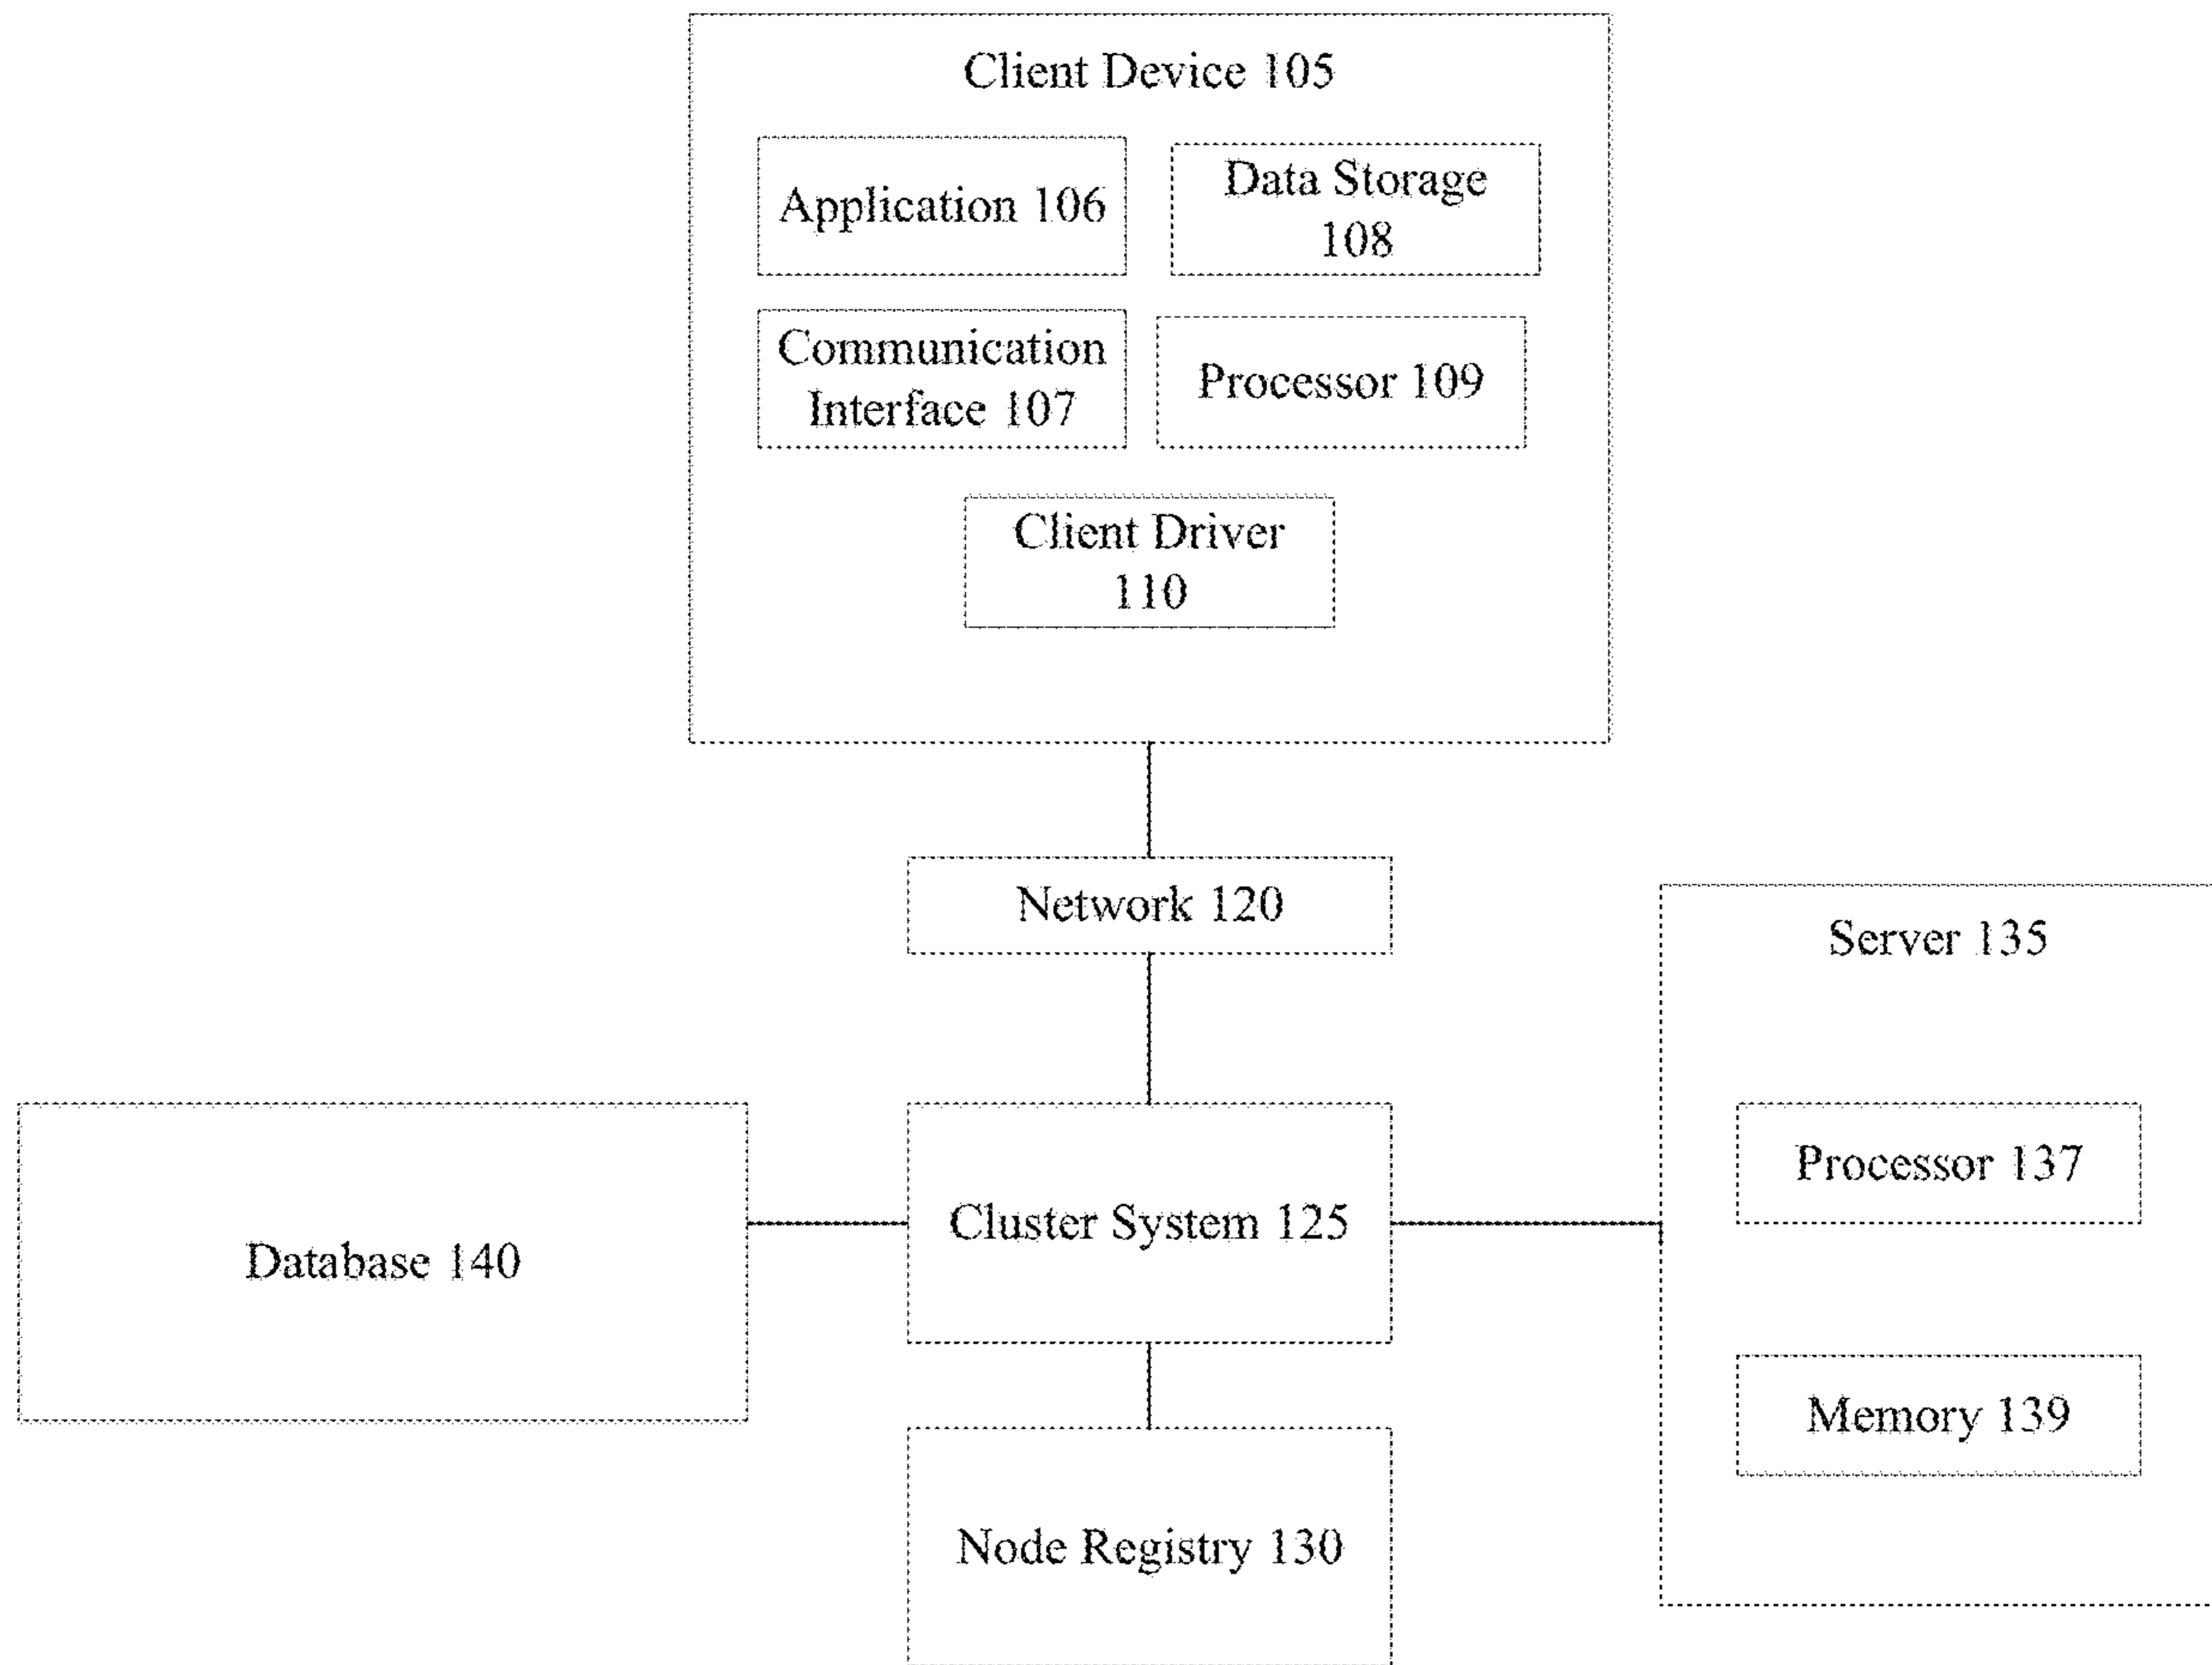 Client Device 105
Application 106
Data Storage
108
Communication
Interface 107
Processor 109
Client Driver
110
Network 120
Server 135
Processor 137
Memory 139
Database 140
Cluster System 125
Node Registry 130